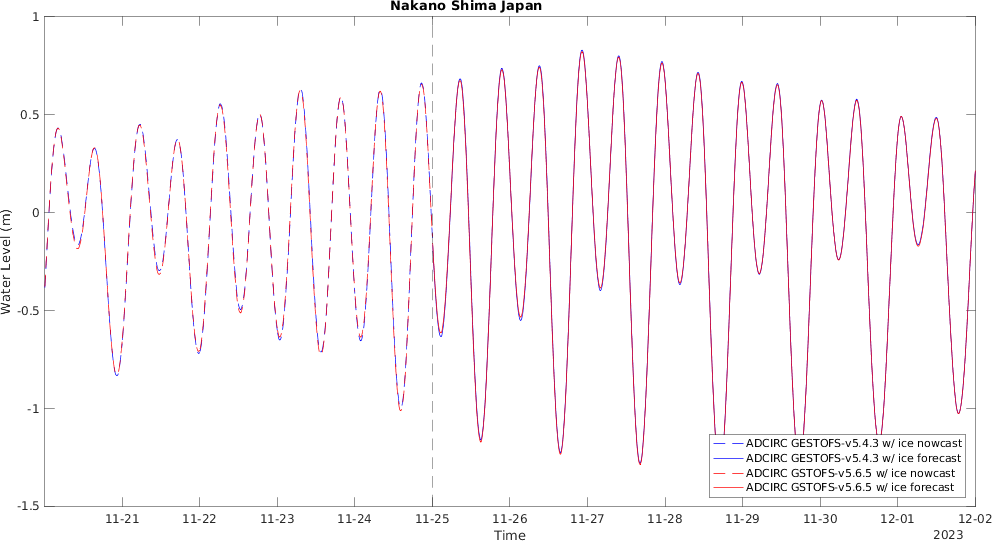 Nakano Shima Japan
1
0.5
0
-0.5
-1
-1.5
Water Level (m)
ADCIRC GESTOFS-v5.4.3 w/ ice nowcast
ADCIRC GESTOFS-v5.4.3 w/ ice forecast
ADCIRC GSTOFS-v5.6.5 w/ ice nowcast
ADCIRC GSTOFS-v5.6.5 w/ ice forecast
11-21 11-22 11-23 11-24 11-25 11-26 11-27 11-28 11-29 11-30 12-01 12-02
Time
2023